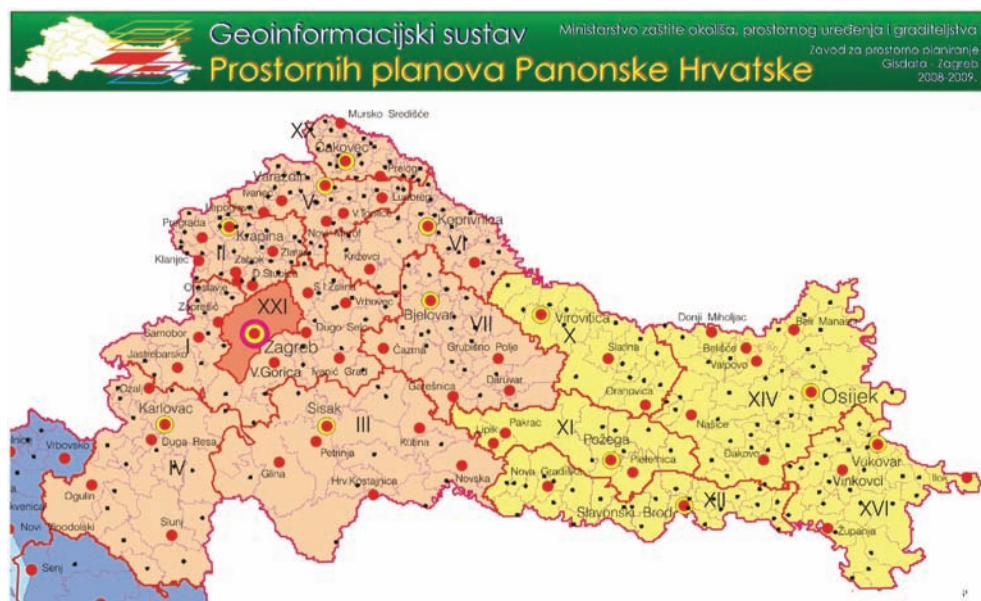 Geoinformacijski sustav
Prostornih planova Panonske Hrvatske
Ministarstvo zaštite okoliša, prostornog uređenja i graditeljstva
Zavod za prostorno planiranje
Gisdata - Zagreb
2008-2009.
Mursko Središće
XX
Čakovec
Prelog
Varaždin
Ivanec
V
Ludbreg
Lepoglava
V.Toplice
Pregrada
Krapina
Novi Marof
Koprivnica
VI
II
Zlatar
Križevci
Klanjec
Zabok
D.Stubica
Oroslavje
S.I.Zelina
XXI
Vrbovec
Zaprešić
Bjelovar
VII
Virovitica
X
Donji Miholjac
Beli Manastir
Samobor
I
Zagreb
Dugo Selo
Čazma
Grubišno Polje
Slatina
Belišće
Valpovo
Jastrebarsko
V.Gorica
Ivanić Grad
Daruvar
Ozalj
Garešnica
Orahovica
XIV
Osijek
Karlovac
Sisak
III
Našice
Pakrac
XI
Lipik
Požega
Vrbovsko
Duga Resa
IV
Petrinja
Kutina
Pleternica
Đakovo
Vukovar
Vinkovci
Glina
Novska
Nova Gradiška
Ilok
Ogulin
Hrv.Kostajnica
Slavonski Brod
XII
XVI
Novi Vinodolski
Slunj
Županja
Senj